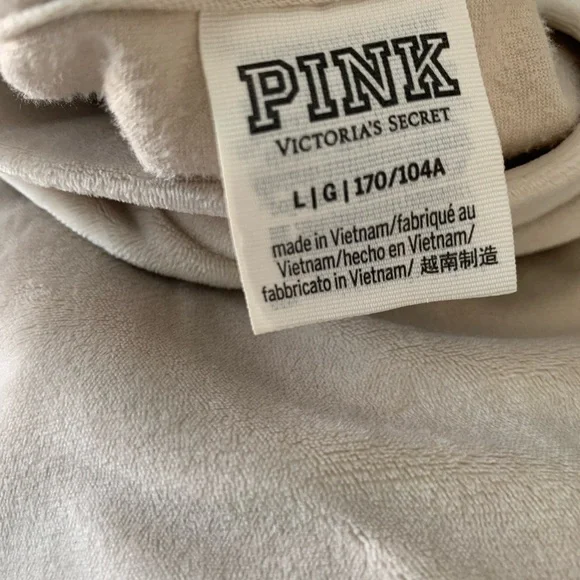 PINK
VICTORIA'S SECRET
L | G | 170/104A
made in Vietnam/fabriqué au
Vietnam/hecho en Vietnam/
fabbricato in Vietnam/ 越南制造